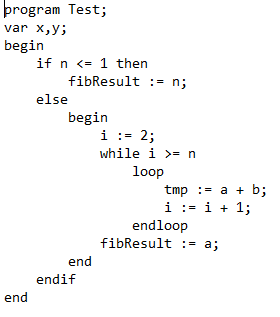 program Test;
var x,y;
begin
    if n <= 1 then
        fibResult := n;
    else
        begin
            i := 2;
            while i >= n
                loop
                    tmp := a + b;
                    i := i + 1;
                endloop
            fibResult := a;
        end
    endif
end